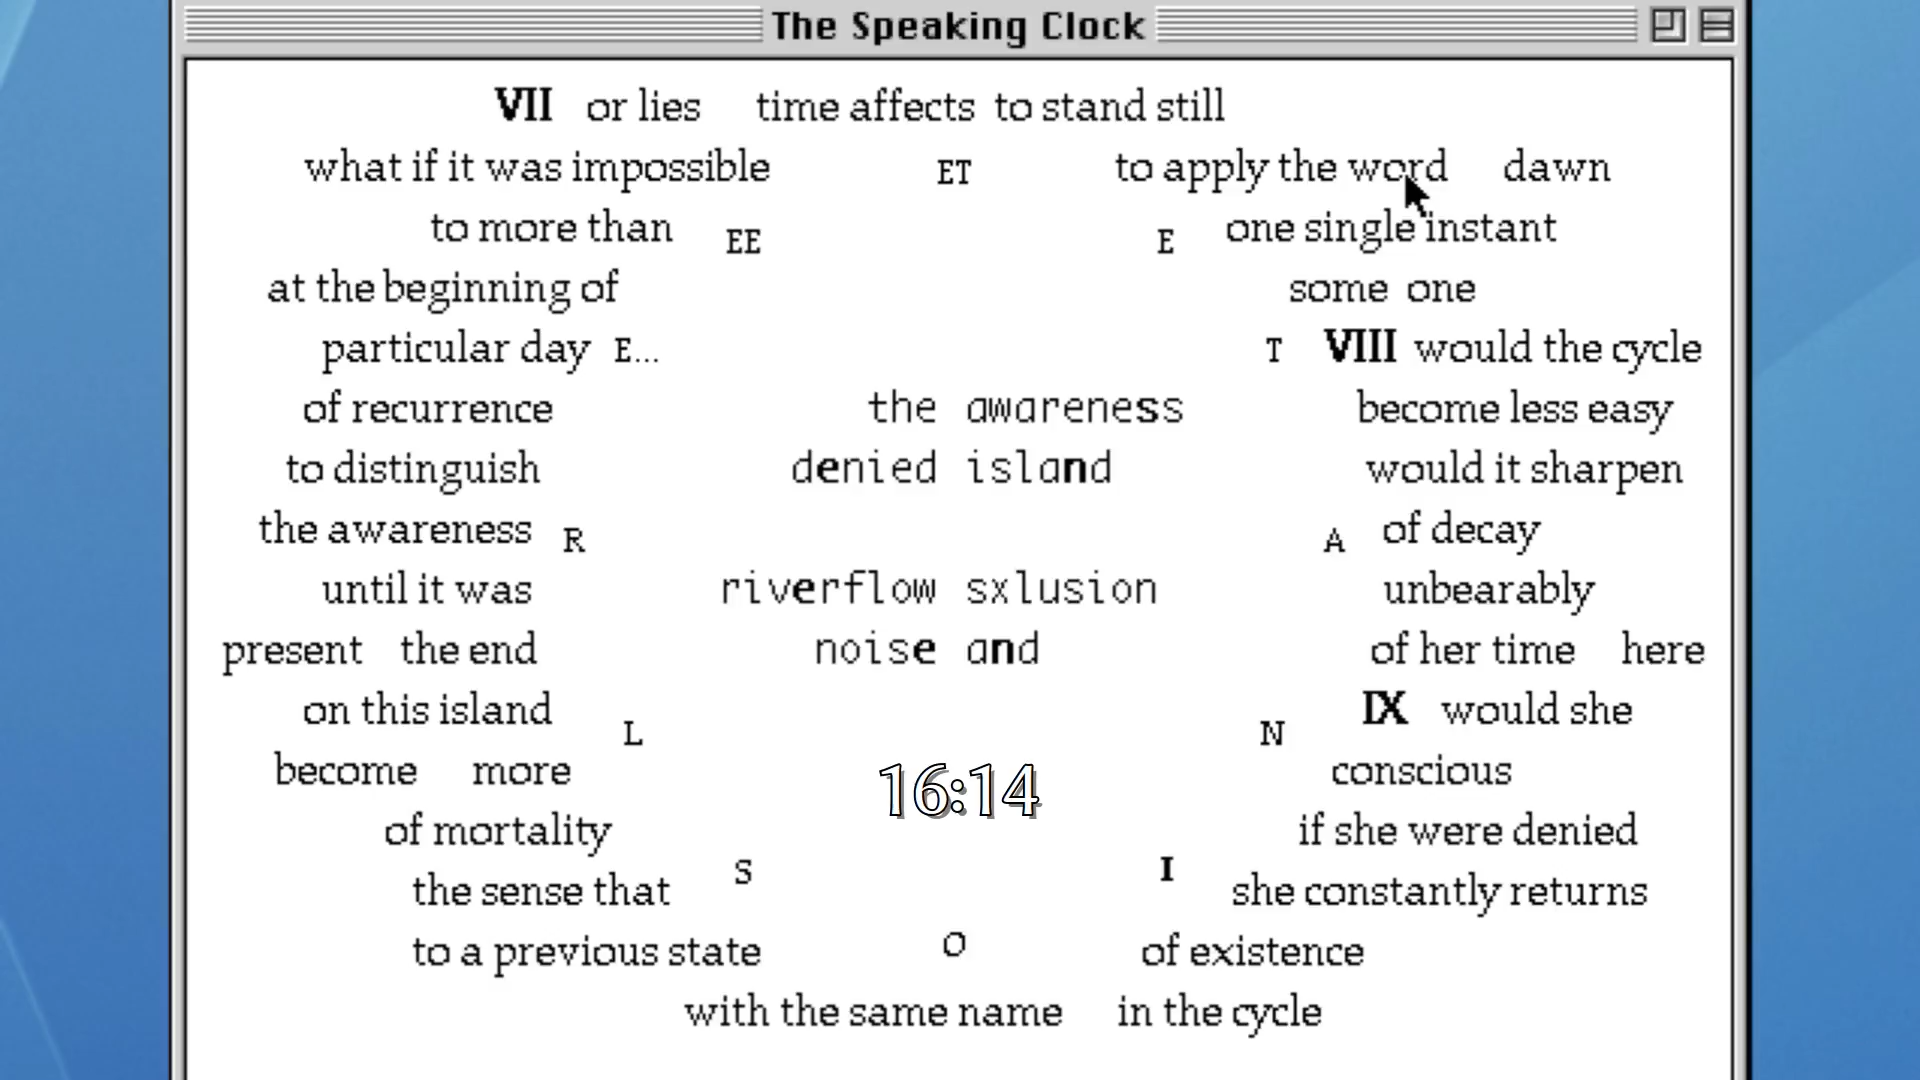 The Speaking Clock
VII or lies time affects to stand still
what if it was impossible ET to apply the word dawn
to more than EE E one single instant
at the beginning of some one
particular day E... T VIII would the cycle
of recurrence the awareness become less easy
to distinguish denied island would it sharpen
the awareness R A of decay
until it was riverflow sxlusion unbearably
present the end noise and of her time here
on this island L N IX would she
become more 16:14 conscious
of mortality if she were denied
the sense that S I she constantly returns
to a previous state O of existence
with the same name in the cycle